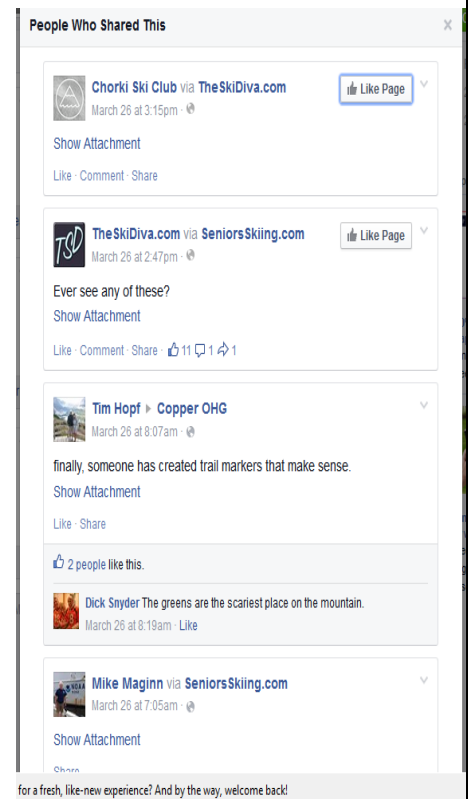 People Who Shared This
Chorki Ski Club via TheSkiDiva.com
Like Page
March 26 at 3:15pm ·
Show Attachment
Like · Comment · Share
TSD
TheSkiDiva.com via SeniorsSkiing.com
Like Page
March 26 at 2:47pm ·
Ever see any of these?
Show Attachment
Like · Comment · Share · 11 1 1
Tim Hopf ▸ Copper OHG
March 26 at 8:07am ·
finally, someone has created trail markers that make sense.
Show Attachment
Like · Share
2 people like this.
Dick Snyder The greens are the scariest place on the mountain.
March 26 at 8:19am · Like
NOAA
Mike Maginn via SeniorsSkiing.com
March 26 at 7:05am ·
Show Attachment
Share
for a fresh, like-new experience? And by the way, welcome back!